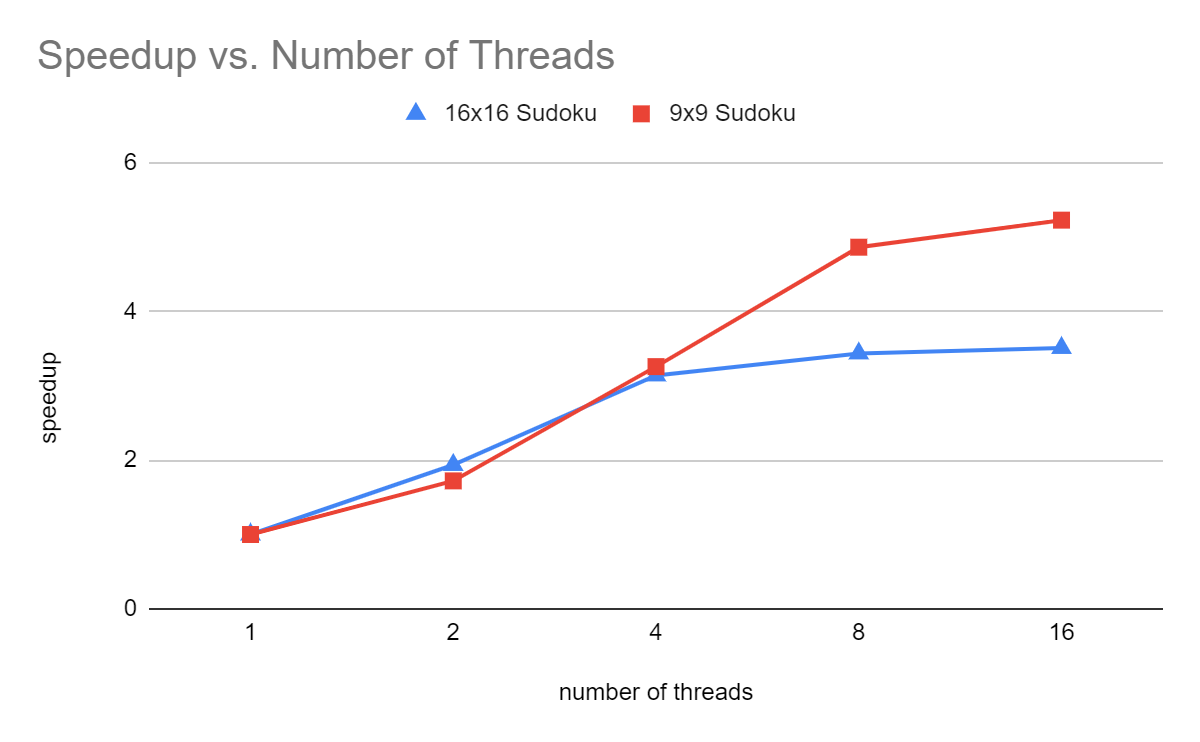 Speedup vs. Number of Threads
16x16 Sudoku 9x9 Sudoku
6
4
2
0
speedup
1 2 4 8 16
number of threads